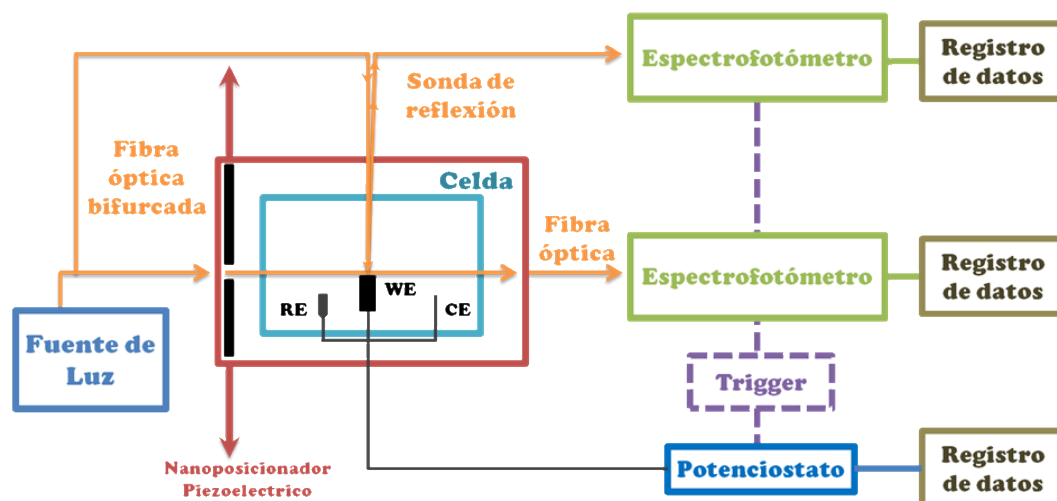 Espectrofotómetro
Registro
de datos
Sonda de
reflexión
Fibra
óptica
bifurcada
Celda
Fibra
óptica
Espectrofotómetro
Registro
de datos
WE
RE
CE
Fuente de
Luz
Trigger
Nanoposicionador
Piezoelectrico
Potenciostato
Registro
de datos